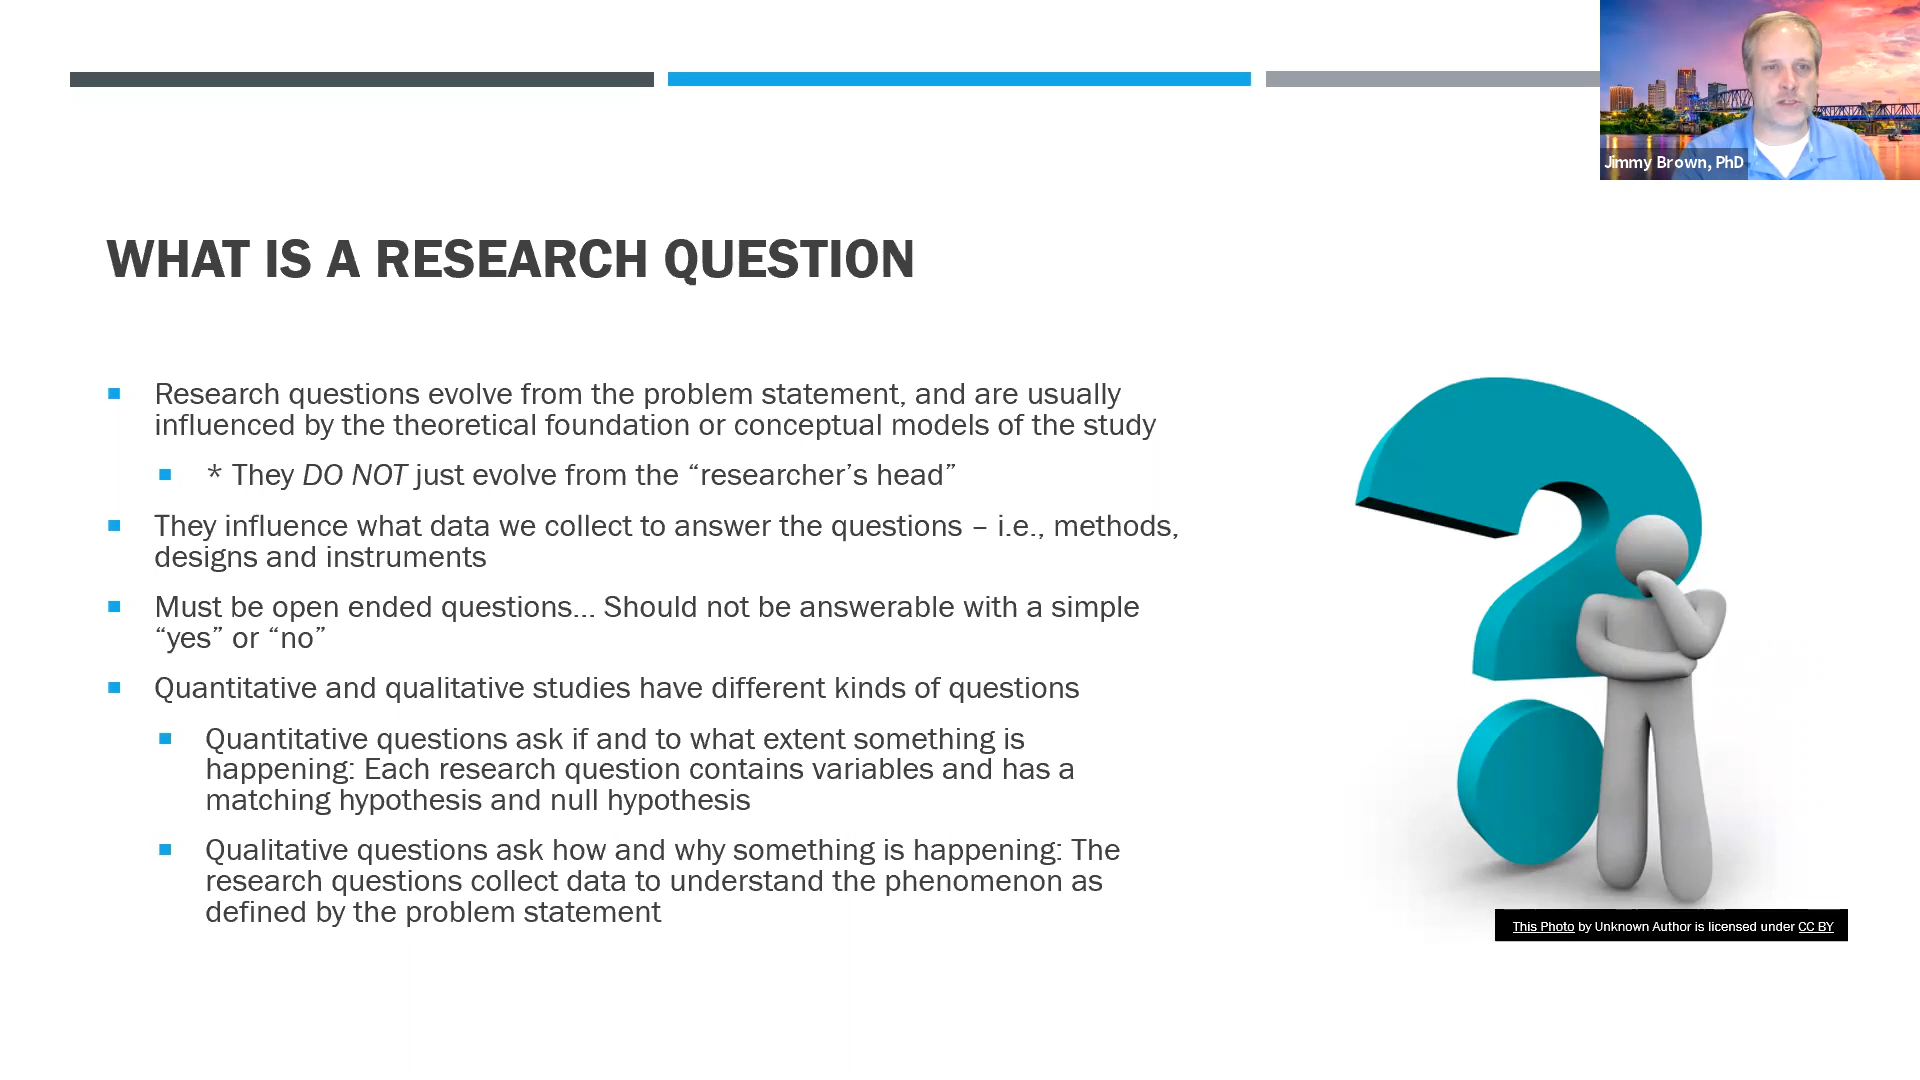 Jimmy Brown, PhD
WHAT IS A RESEARCH QUESTION
Research questions evolve from the problem statement, and are usually
influenced by the theoretical foundation or conceptual models of the study
* They DO NOT just evolve from the “researcher’s head”
They influence what data we collect to answer the questions – i.e., methods,
designs and instruments
Must be open ended questions... Should not be answerable with a simple
“yes” or “no”
Quantitative and qualitative studies have different kinds of questions
Quantitative questions ask if and to what extent something is
happening: Each research question contains variables and has a
matching hypothesis and null hypothesis
Qualitative questions ask how and why something is happening: The
research questions collect data to understand the phenomenon as
defined by the problem statement
This Photo by Unknown Author is licensed under CC BY